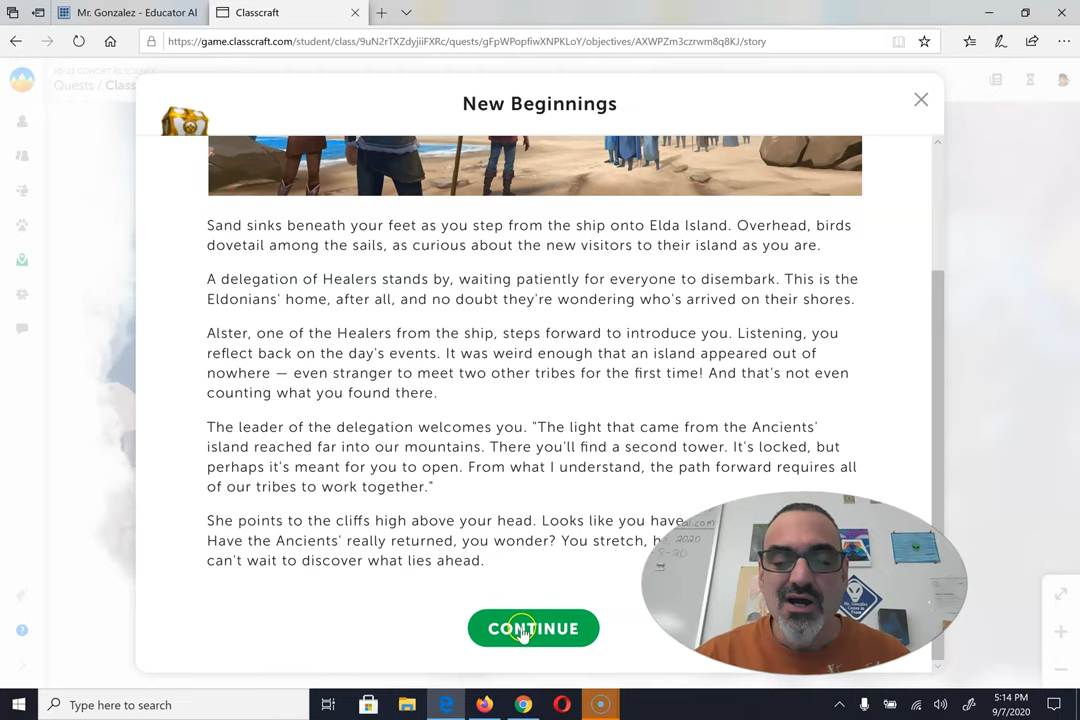 Mr. Gonzalez - Educator Al
Classcraft
https://game.classcraft.com/student/class/9uN2rTXZdyjiiFXRc/quests/gFpWPopfiwXNPKLoY/objectives/AXWPZm3czrwm8q8KJ/story
20-21 COHORT A5 SCIENCE
Quests / Class
New Beginnings
Sand sinks beneath your feet as you step from the ship onto Elda Island. Overhead, birds
dovetail among the sails, as curious about the new visitors to their island as you are.
A delegation of Healers stands by, waiting patiently for everyone to disembark. This is the
Eldonians' home, after all, and no doubt they're wondering who's arrived on their shores.
Alster, one of the Healers from the ship, steps forward to introduce you. Listening, you
reflect back on the day's events. It was weird enough that an island appeared out of
nowhere — even stranger to meet two other tribes for the first time! And that's not even
counting what you found there.
The leader of the delegation welcomes you. "The light that came from the Ancients'
island reached far into our mountains. There you'll find a second tower. It's locked, but
perhaps it's meant for you to open. From what I understand, the path forward requires all
of our tribes to work together."
She points to the cliffs high above your head. Looks like you have
Have the Ancients' really returned, you wonder? You stretch,
can't wait to discover what lies ahead.
CONTINUE
Type here to search
5:14 PM
9/7/2020